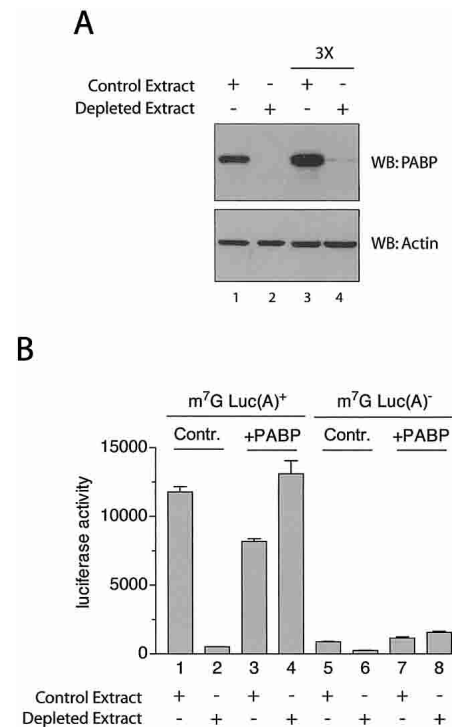 A
3X
Control Extract + - + -
Depleted Extract - + - +
WB: PABP
WB: Actin
1 2 3 4
B
m⁷G Luc(A)⁺ m⁷G Luc(A)⁻
Contr. +PABP Contr. +PABP
15000
10000
5000
0
luciferase activity
1 2 3 4 5 6 7 8
Control Extract + - + - + - + -
Depleted Extract - + - + - + - +